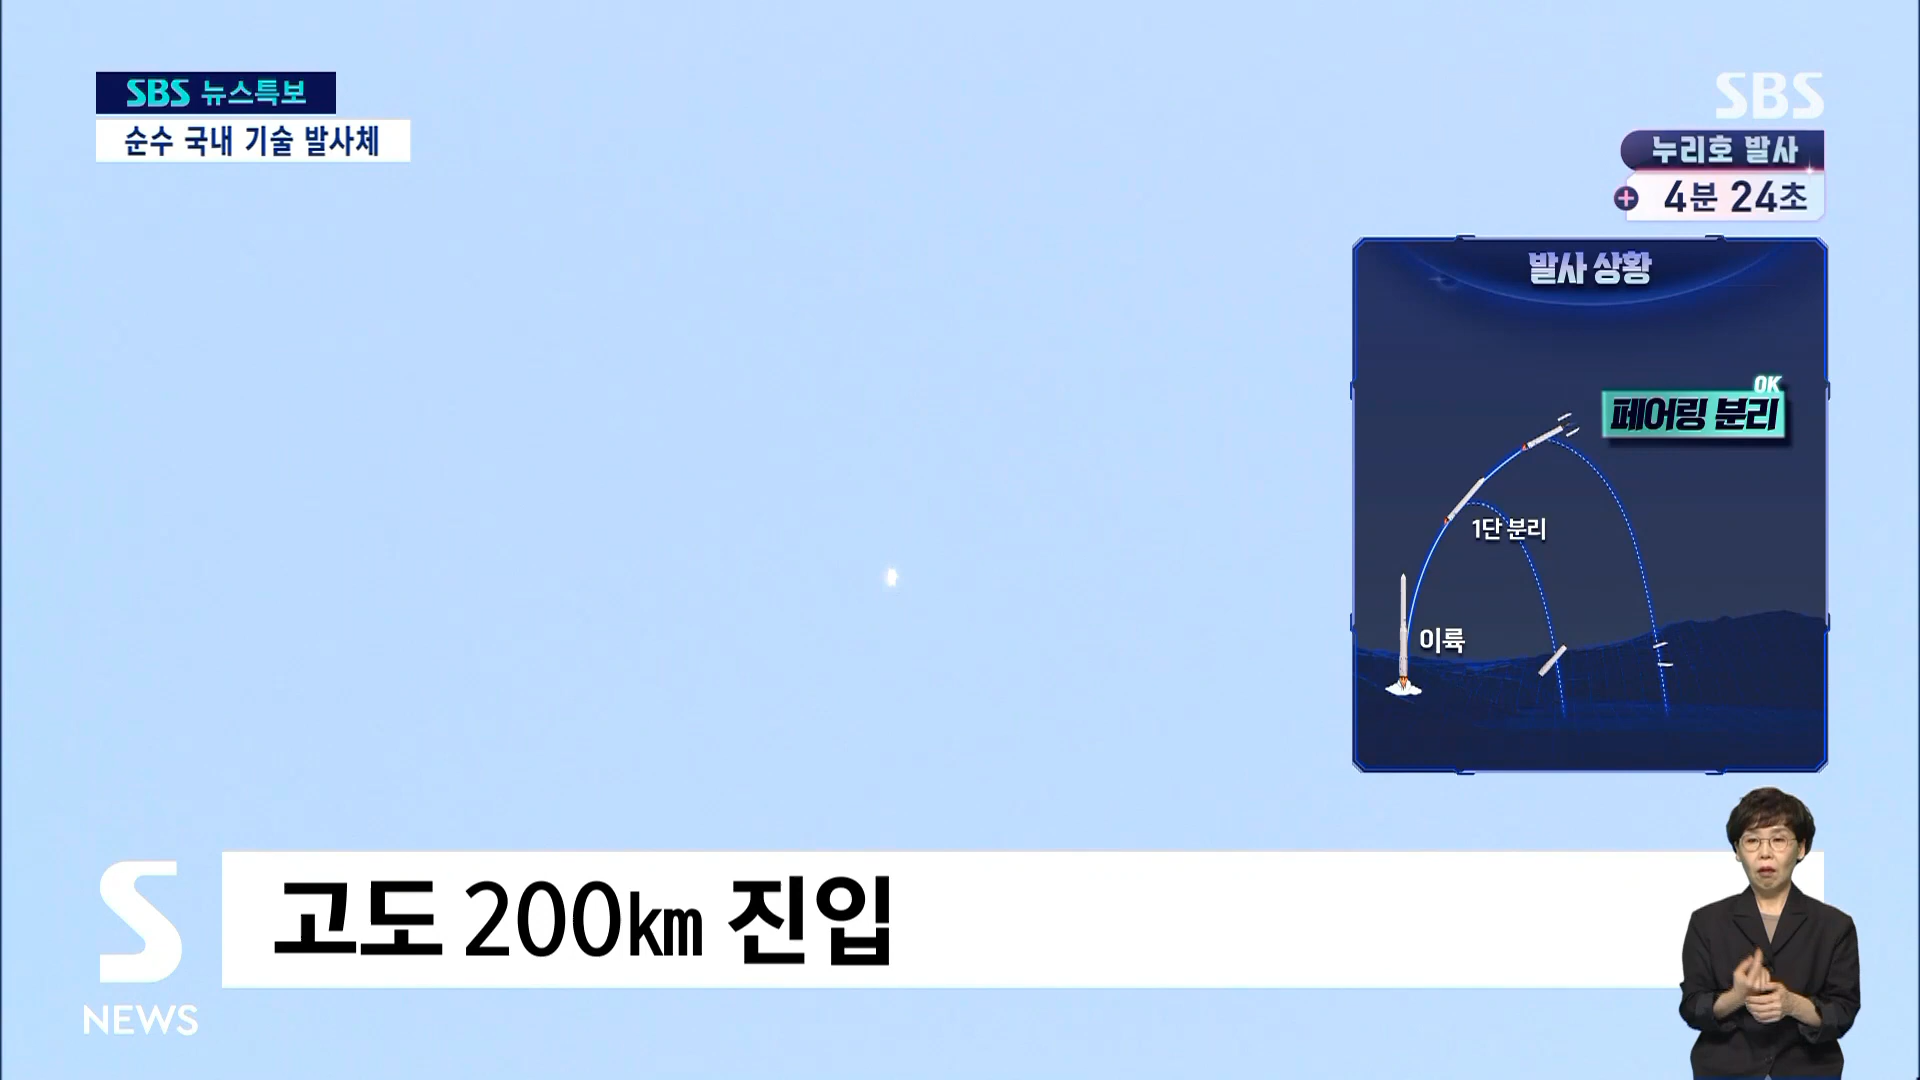 SBS 뉴스특보
순수 국내 기술 발사체
SBS
누리호 발사
+ 4분 24초
발사 상황
OK
페어링 분리
1단 분리
이륙
고도 200㎞ 진입
S
NEWS